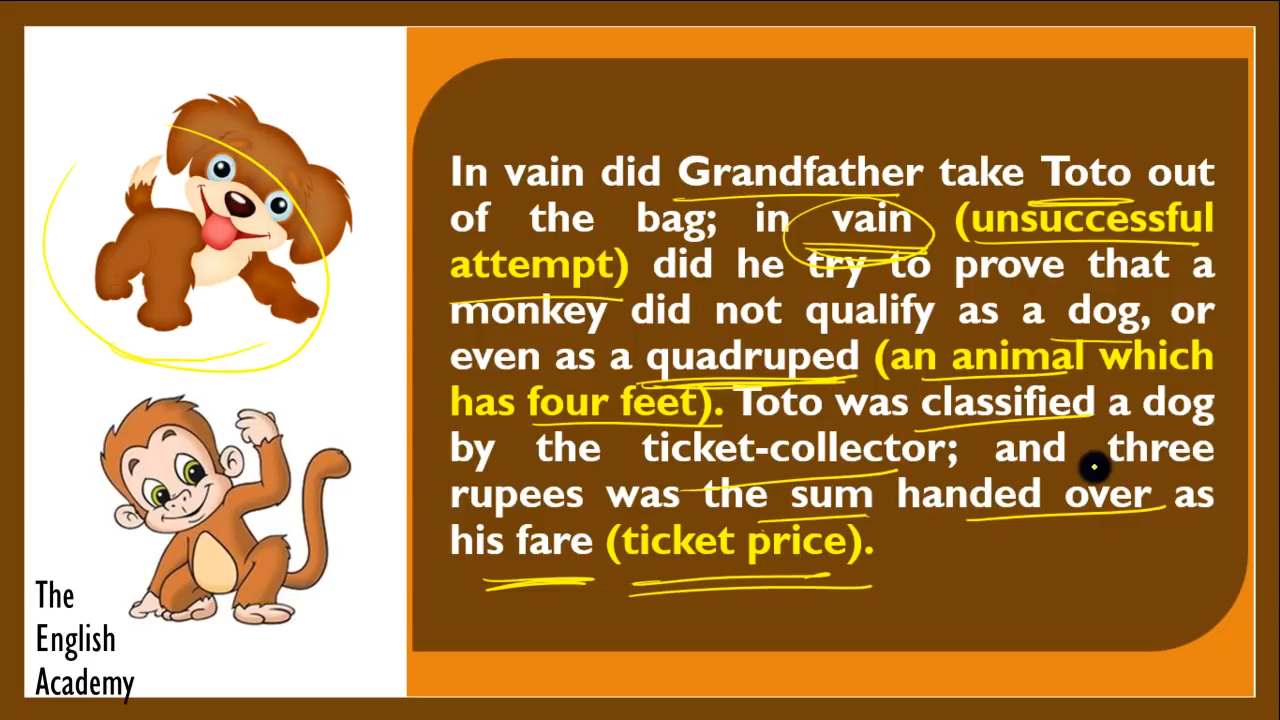 In vain did Grandfather take Toto out
of the bag; in vain (unsuccessful
attempt) did he try to prove that a
monkey did not qualify as a dog, or
even as a quadruped (an animal which
has four feet). Toto was classified a dog
by the ticket-collector; and three
rupees was the sum handed over as
his fare (ticket price).
The
English
Academy